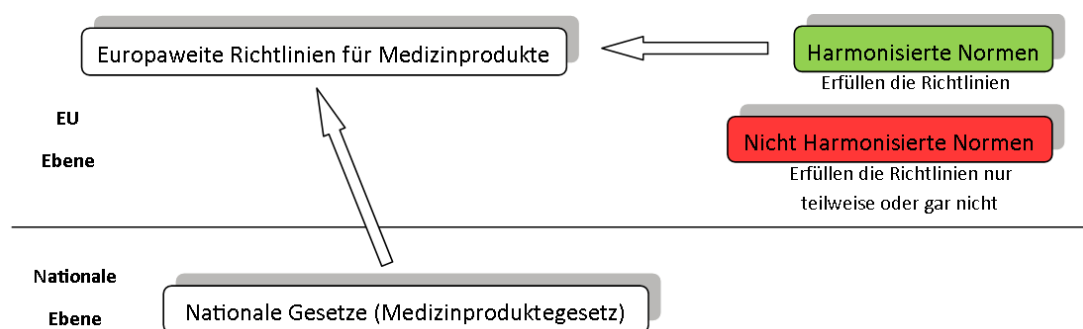 Europaweite Richtlinien für Medizinprodukte
Harmonisierte Normen
Erfüllen die Richtlinien
EU
Ebene
Nicht Harmonisierte Normen
Erfüllen die Richtlinien nur
teilweise oder gar nicht
Nationale
Ebene
Nationale Gesetze (Medizinproduktegesetz)